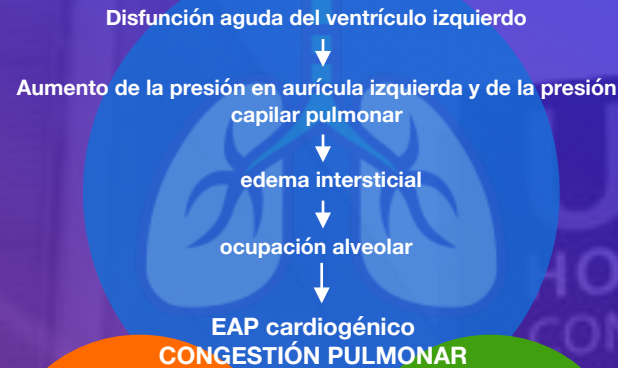 Disfunción aguda del ventrículo izquierdo
Aumento de la presión en aurícula izquierda y de la presión
capilar pulmonar
edema intersticial
ocupación alveolar
EAP cardiogénico
CONGESTIÓN PULMONAR